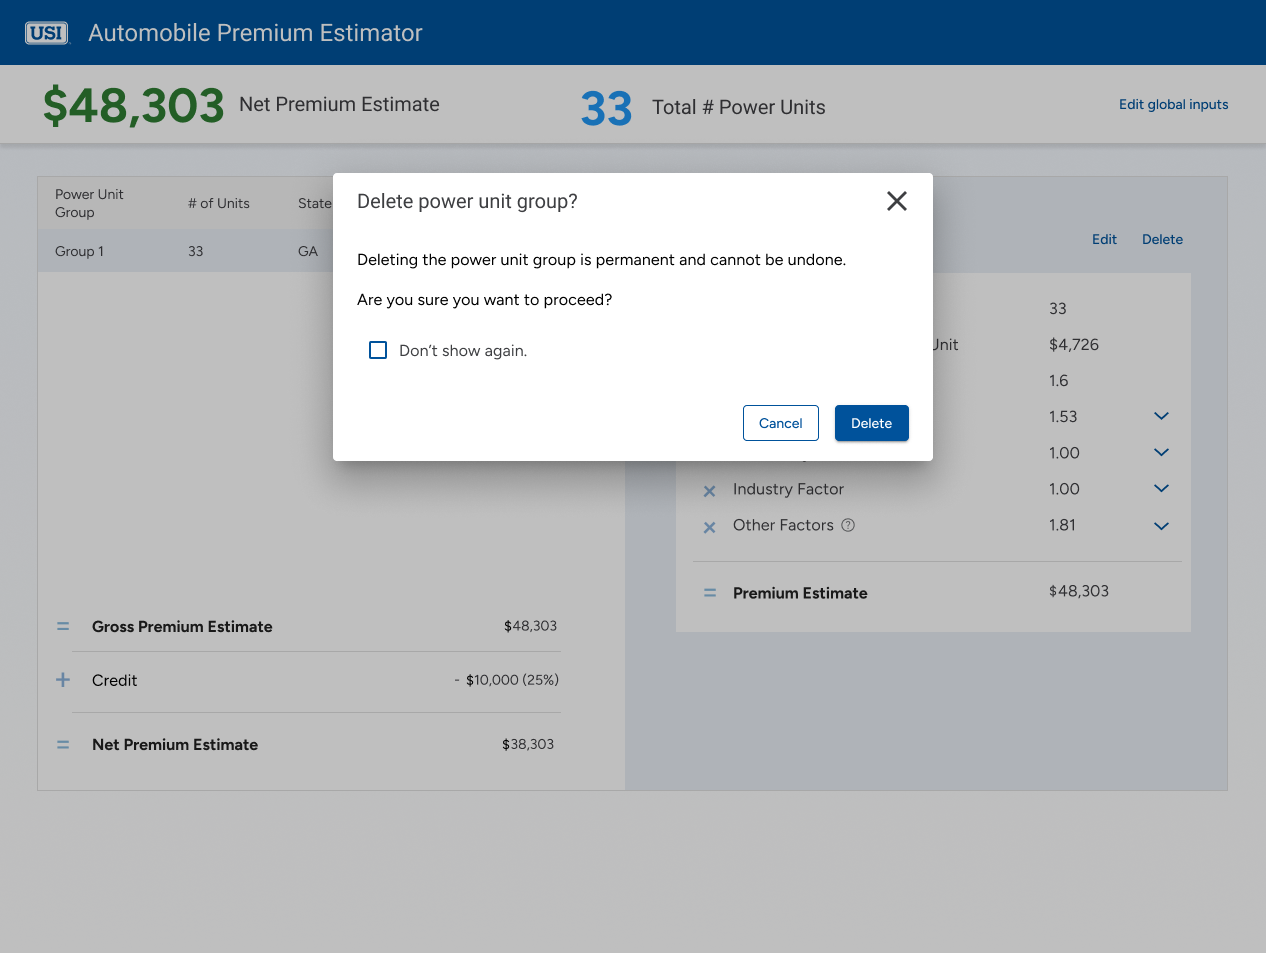 USI Automobile Premium Estimator
$48,303 Net Premium Estimate 33 Total # Power Units Edit global inputs
Power Unit
Group
# of Units State
Group 1 33 GA
Edit Delete
Delete power unit group?
Deleting the power unit group is permanent and cannot be undone.
Are you sure you want to proceed?
Don’t show again.
Cancel Delete
33
Unit $4,726
1.6
1.53
1.00
× Industry Factor 1.00
× Other Factors ? 1.81
= Premium Estimate $48,303
= Gross Premium Estimate $48,303
+ Credit - $10,000 (25%)
= Net Premium Estimate $38,303